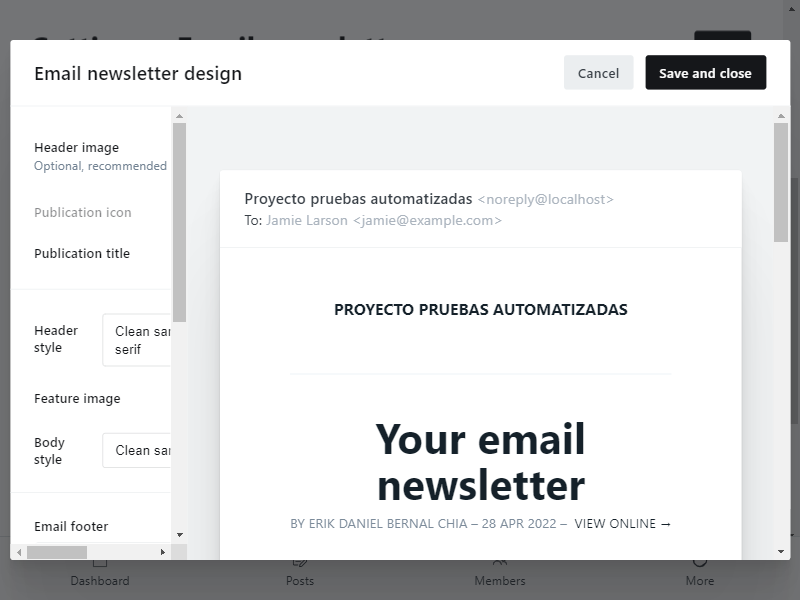 Email newsletter design
Cancel
Save and close
Header image
Optional, recommended
Publication icon
Publication title
Header style
Clean san
serif
Feature image
Body style
Clean san
Email footer
Proyecto pruebas automatizadas <noreply@localhost>
To: Jamie Larson <jamie@example.com>
PROYECTO PRUEBAS AUTOMATIZADAS
Your email
newsletter
BY ERIK DANIEL BERNAL CHIA – 28 APR 2022 – VIEW ONLINE →
Dashboard
Posts
Members
More